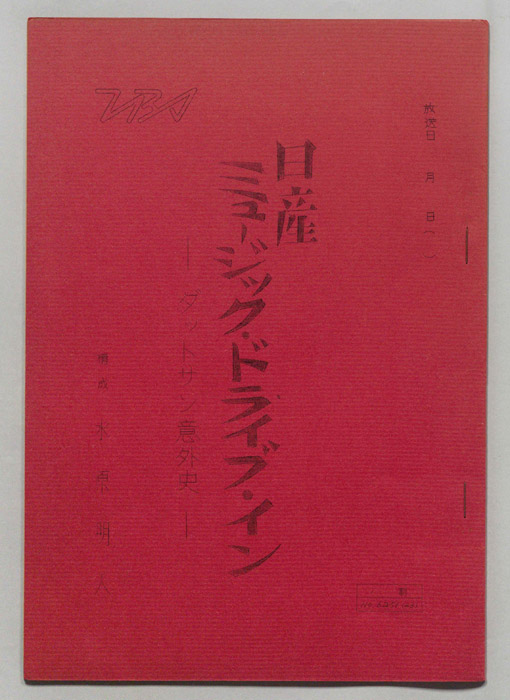 放送日 月 日( )
日産
ミュージック・ドライブ・イン
— ダットサン意外史 —
構成 水原明人